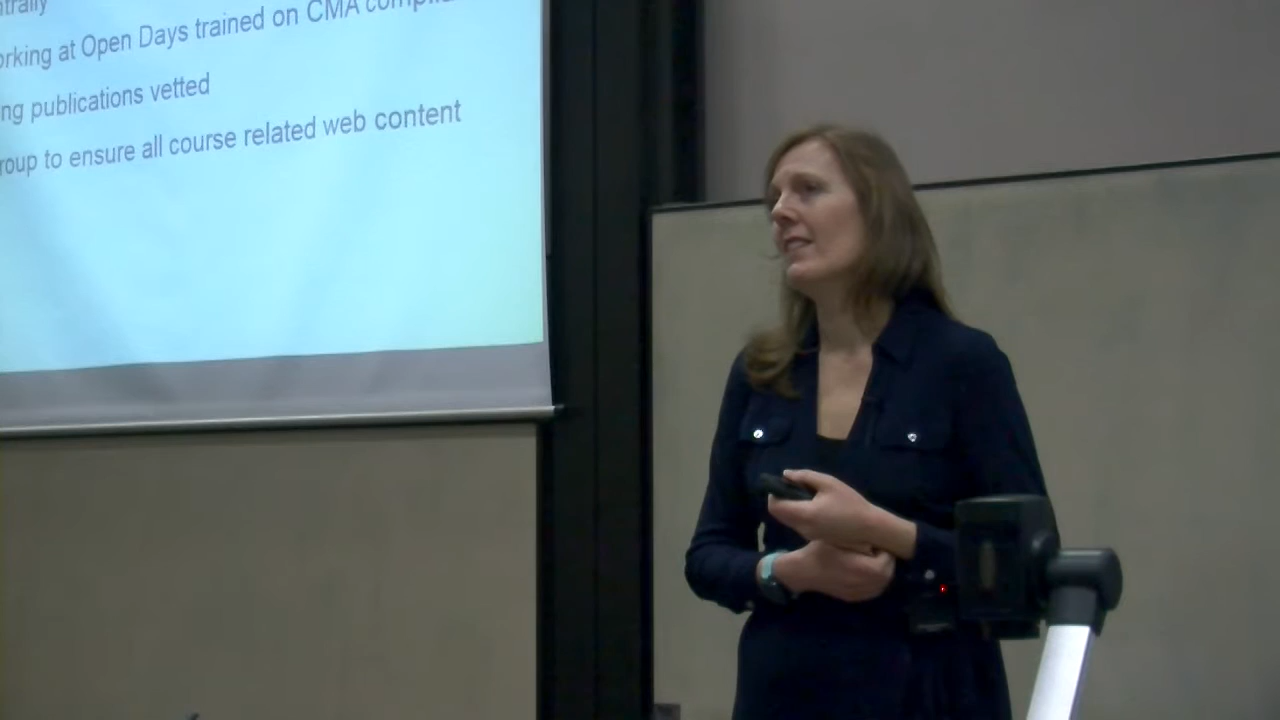 ntrally
orking at Open Days trained on CMA complia
ng publications vetted
roup to ensure all course related web content